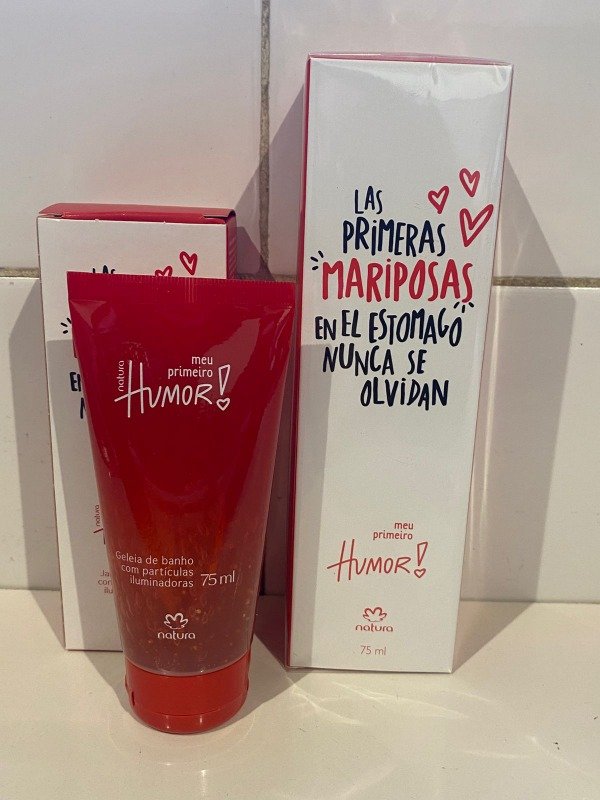 LAS
PRIMERAS
MARIPOSAS
EN EL ESTOMAGO
NUNCA SE
OLVIDAN
meu
primeiro
HUMOR!
natura
75 ml
LAS
natura
meu
primeiro
HUMOR!
Geleia de banho
com partículas
iluminadoras 75 ml
natura